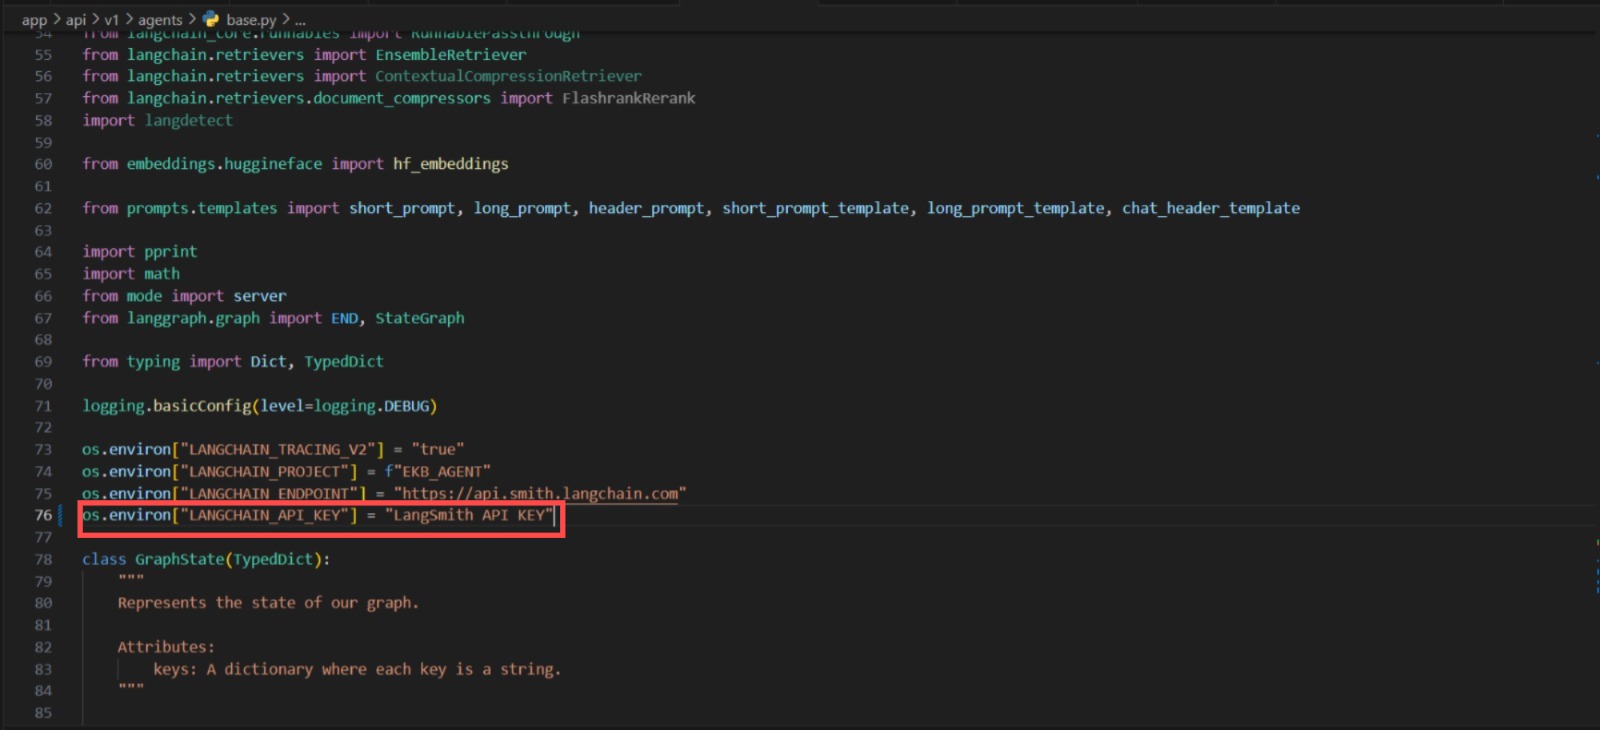 app > api > v1 > agents > base.py > ...
54 from langchain_core.runnables import RunnablePassthrough
55 from langchain.retrievers import EnsembleRetriever
56 from langchain.retrievers import ContextualCompressionRetriever
57 from langchain.retrievers.document_compressors import FlashrankRerank
58 import langdetect
59
60 from embeddings.huggineface import hf_embeddings
61
62 from prompts.templates import short_prompt, long_prompt, header_prompt, short_prompt_template, long_prompt_template, chat_header_template
63
64 import pprint
65 import math
66 from mode import server
67 from langgraph.graph import END, StateGraph
68
69 from typing import Dict, TypedDict
70
71 logging.basicConfig(level=logging.DEBUG)
72
73 os.environ["LANGCHAIN_TRACING_V2"] = "true"
74 os.environ["LANGCHAIN_PROJECT"] = f"EKB_AGENT"
75 os.environ["LANGCHAIN_ENDPOINT"] = "https://api.smith.langchain.com"
76 os.environ["LANGCHAIN_API_KEY"] = "LangSmith API KEY"
77
78 class GraphState(TypedDict):
79 """
80 Represents the state of our graph.
81
82 Attributes:
83 keys: A dictionary where each key is a string.
84 """
85